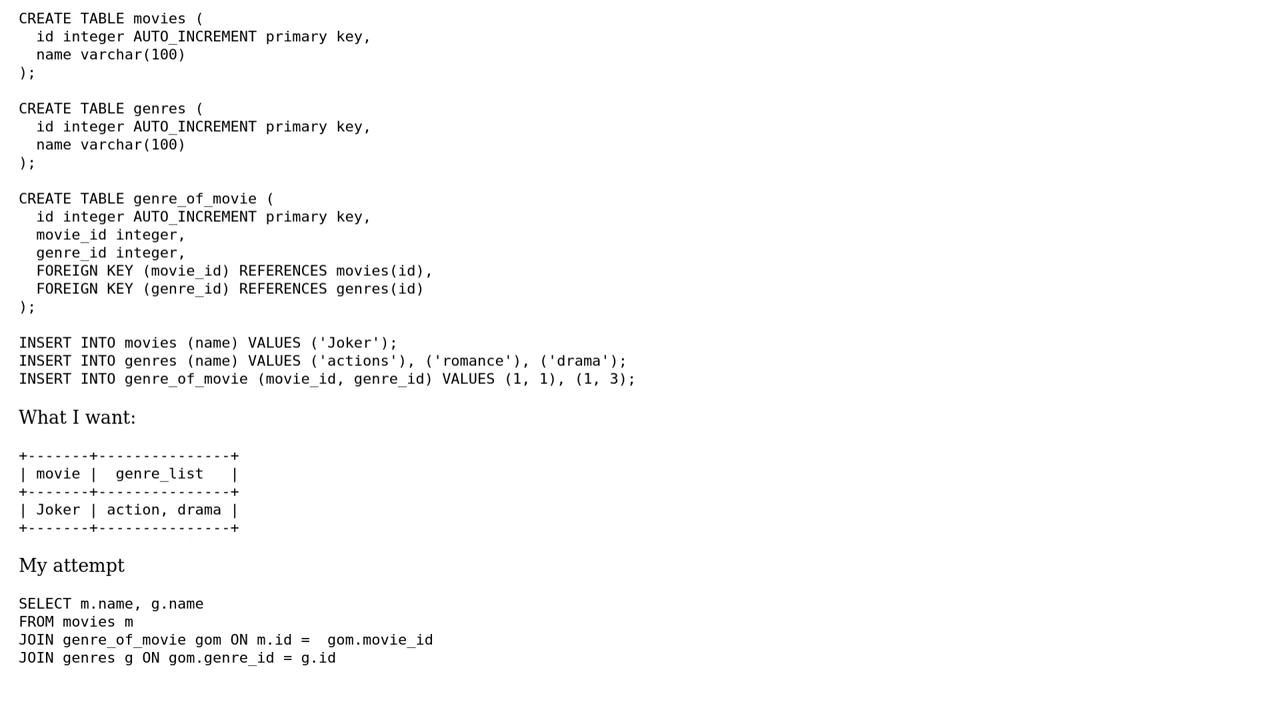 CREATE TABLE movies (
  id integer AUTO_INCREMENT primary key,
  name varchar(100)
);

CREATE TABLE genres (
  id integer AUTO_INCREMENT primary key,
  name varchar(100)
);

CREATE TABLE genre_of_movie (
  id integer AUTO_INCREMENT primary key,
  movie_id integer,
  genre_id integer,
  FOREIGN KEY (movie_id) REFERENCES movies(id),
  FOREIGN KEY (genre_id) REFERENCES genres(id)
);

INSERT INTO movies (name) VALUES ('Joker');
INSERT INTO genres (name) VALUES ('actions'), ('romance'), ('drama');
INSERT INTO genre_of_movie (movie_id, genre_id) VALUES (1, 1), (1, 3);

What I want:

+-------+---------------+
| movie |  genre_list   |
+-------+---------------+
| Joker | action, drama |
+-------+---------------+

My attempt

SELECT m.name, g.name
FROM movies m
JOIN genre_of_movie gom ON m.id =  gom.movie_id
JOIN genres g ON gom.genre_id = g.id